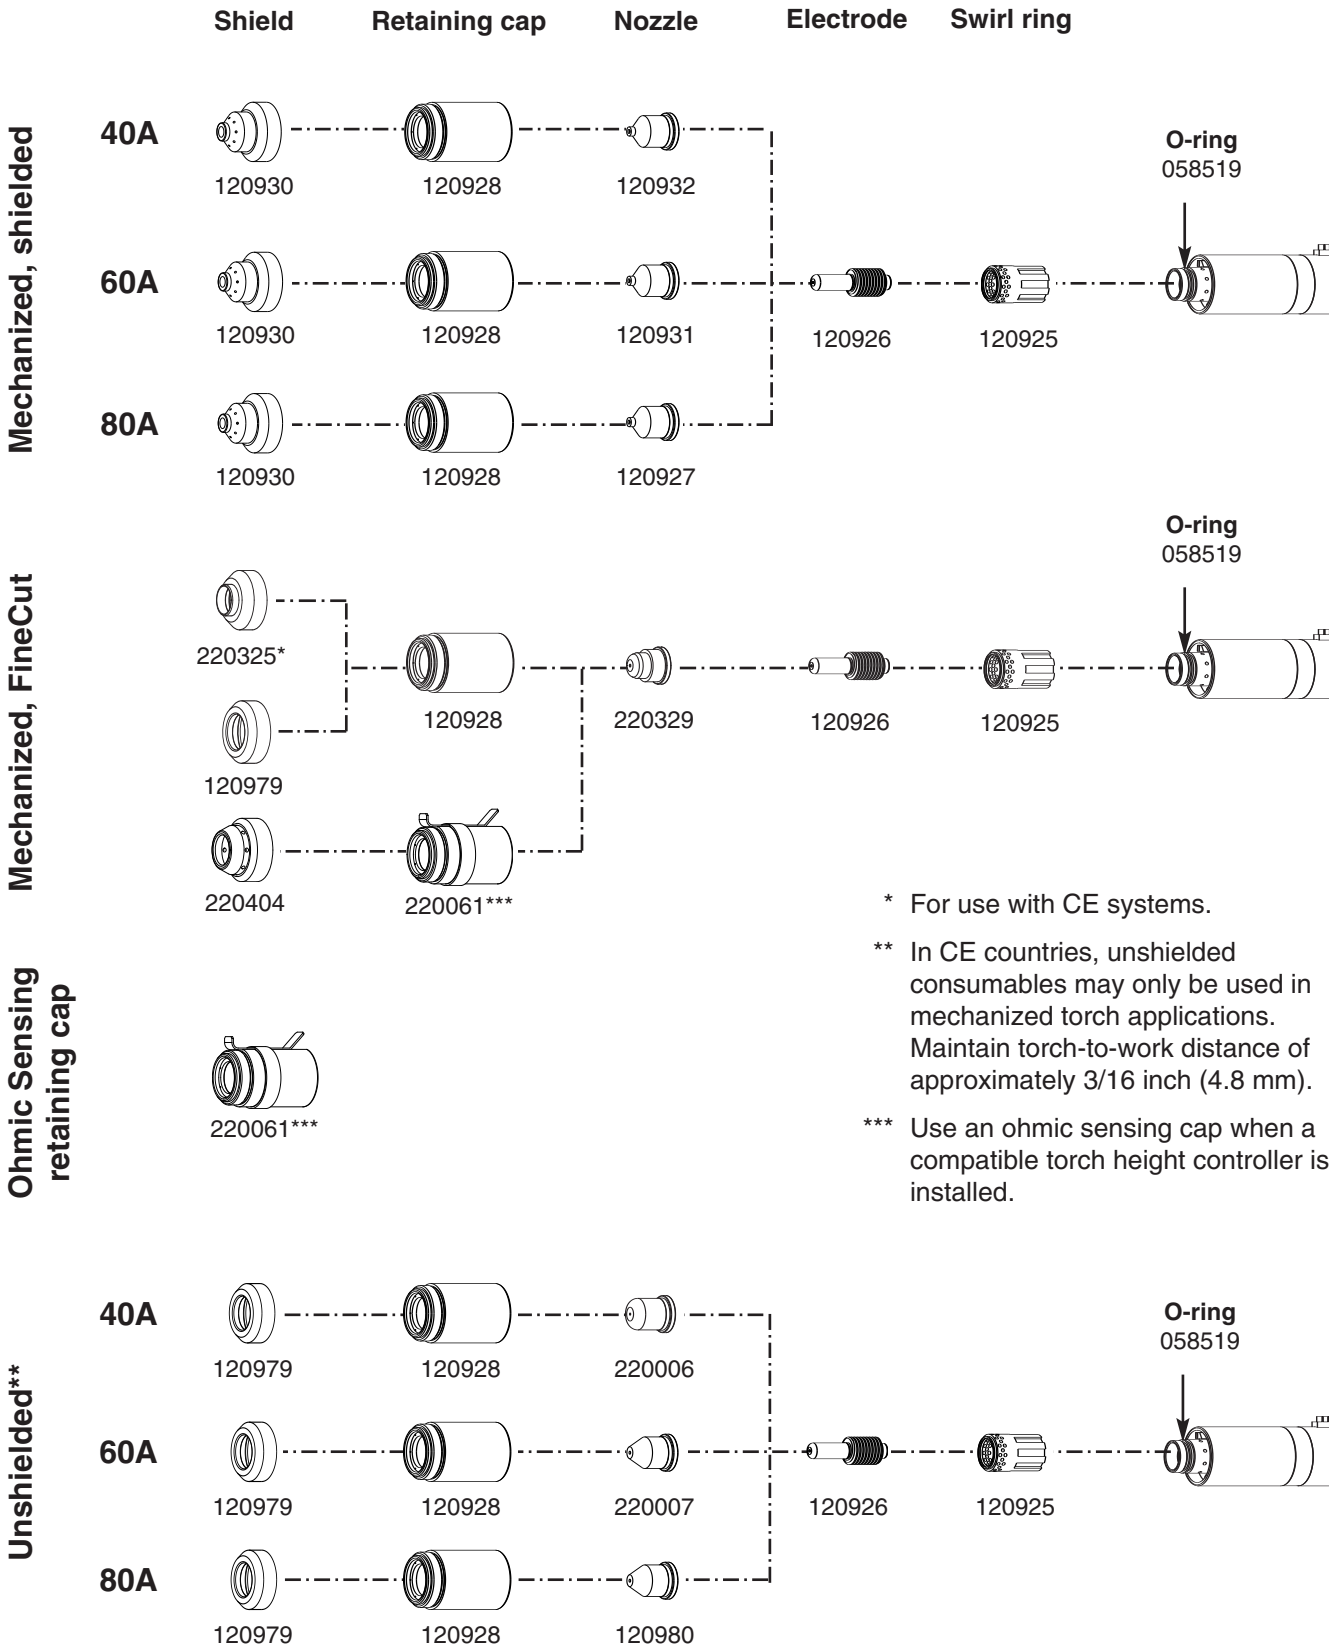 Shield Retaining cap Nozzle Electrode Swirl ring
Mechanized, shielded
40A
120930 120928 120932
60A
120930 120928 120931
80A
120930 120928 120927
120926 120925
O-ring
058519
Mechanized, FineCut
220325*
120979
120928 220329 120926 120925
220404 220061***
O-ring
058519
Ohmic Sensing
retaining cap
220061***
* For use with CE systems.
** In CE countries, unshielded
consumables may only be used in
mechanized torch applications.
Maintain torch-to-work distance of
approximately 3/16 inch (4.8 mm).
*** Use an ohmic sensing cap when a
compatible torch height controller is
installed.
Unshielded**
40A
120979 120928 220006
60A
120979 120928 220007
80A
120979 120928 120980
120926 120925
O-ring
058519